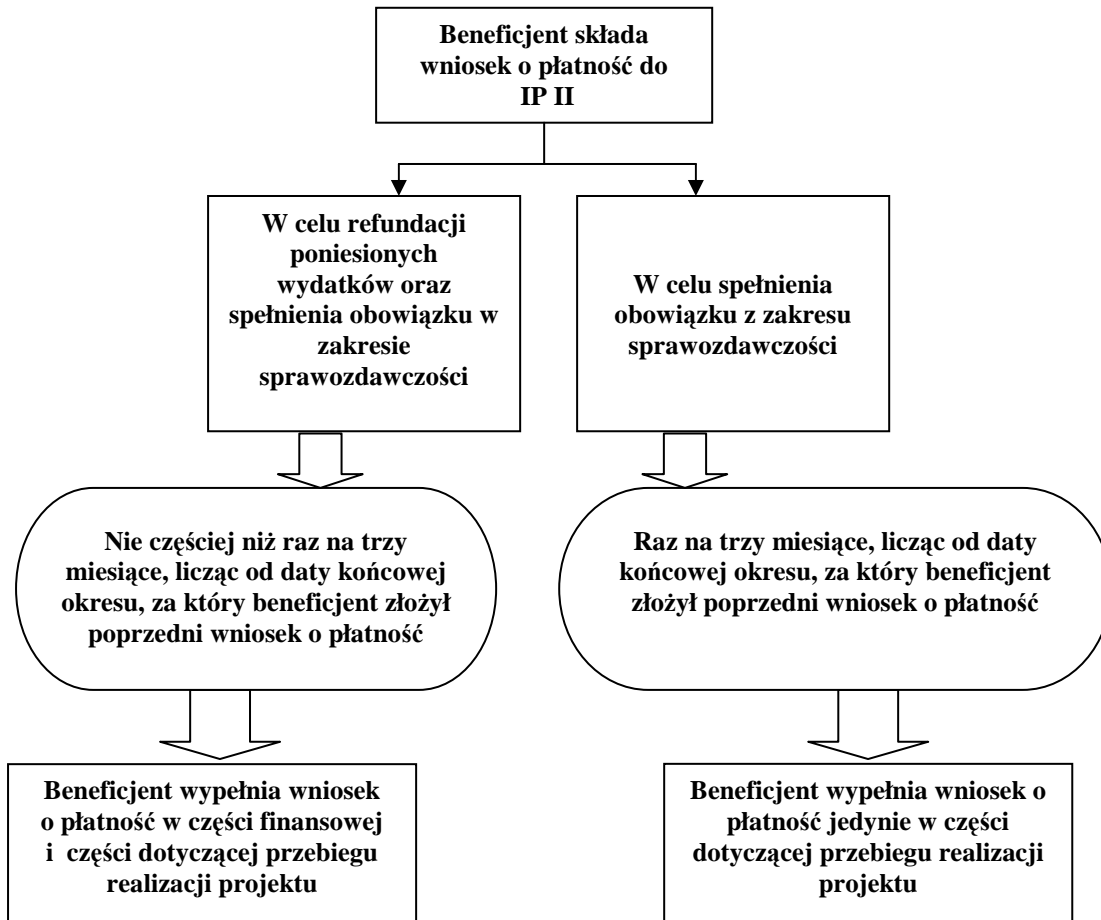 Beneficjent składa
wniosek o płatność do
IP II
W celu refundacji
poniesionych
wydatków oraz
spełnienia obowiązku w
zakresie
sprawozdawczości
W celu spełnienia
obowiązku z zakresu
sprawozdawczości
Nie częściej niż raz na trzy
miesiące, licząc od daty końcowej
okresu, za który beneficjent złożył
poprzedni wniosek o płatność
Raz na trzy miesiące, licząc od daty
końcowej okresu, za który beneficjent
złożył poprzedni wniosek o płatność
Beneficjent wypełnia wniosek
o płatność w części finansowej
i części dotyczącej przebiegu
realizacji projektu
Beneficjent wypełnia wniosek o
płatność jedynie w części
dotyczącej przebiegu realizacji
projektu